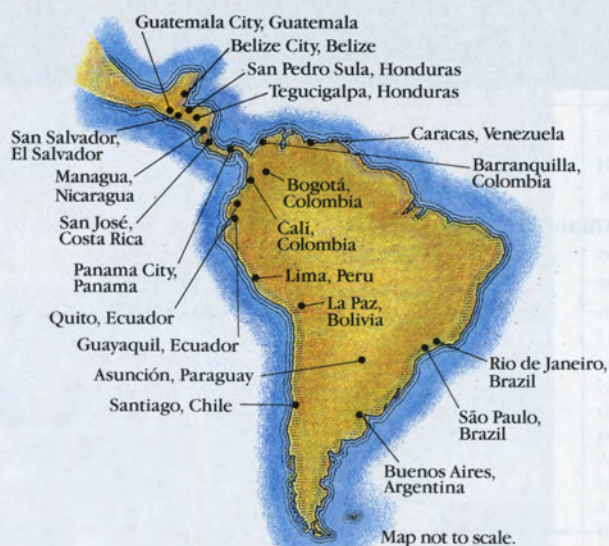 Guatemala City, Guatemala
Belize City, Belize
San Pedro Sula, Honduras
Tegucigalpa, Honduras
San Salvador,
El Salvador
Managua,
Nicaragua
San José,
Costa Rica
Panama City,
Panama
Quito, Ecuador
Guayaquil, Ecuador
Asunción, Paraguay
Santiago, Chile
Caracas, Venezuela
Barranquilla,
Colombia
Bogotá,
Colombia
Cali,
Colombia
Lima, Peru
La Paz,
Bolivia
Rio de Janeiro,
Brazil
São Paulo,
Brazil
Buenos Aires,
Argentina
Map not to scale.